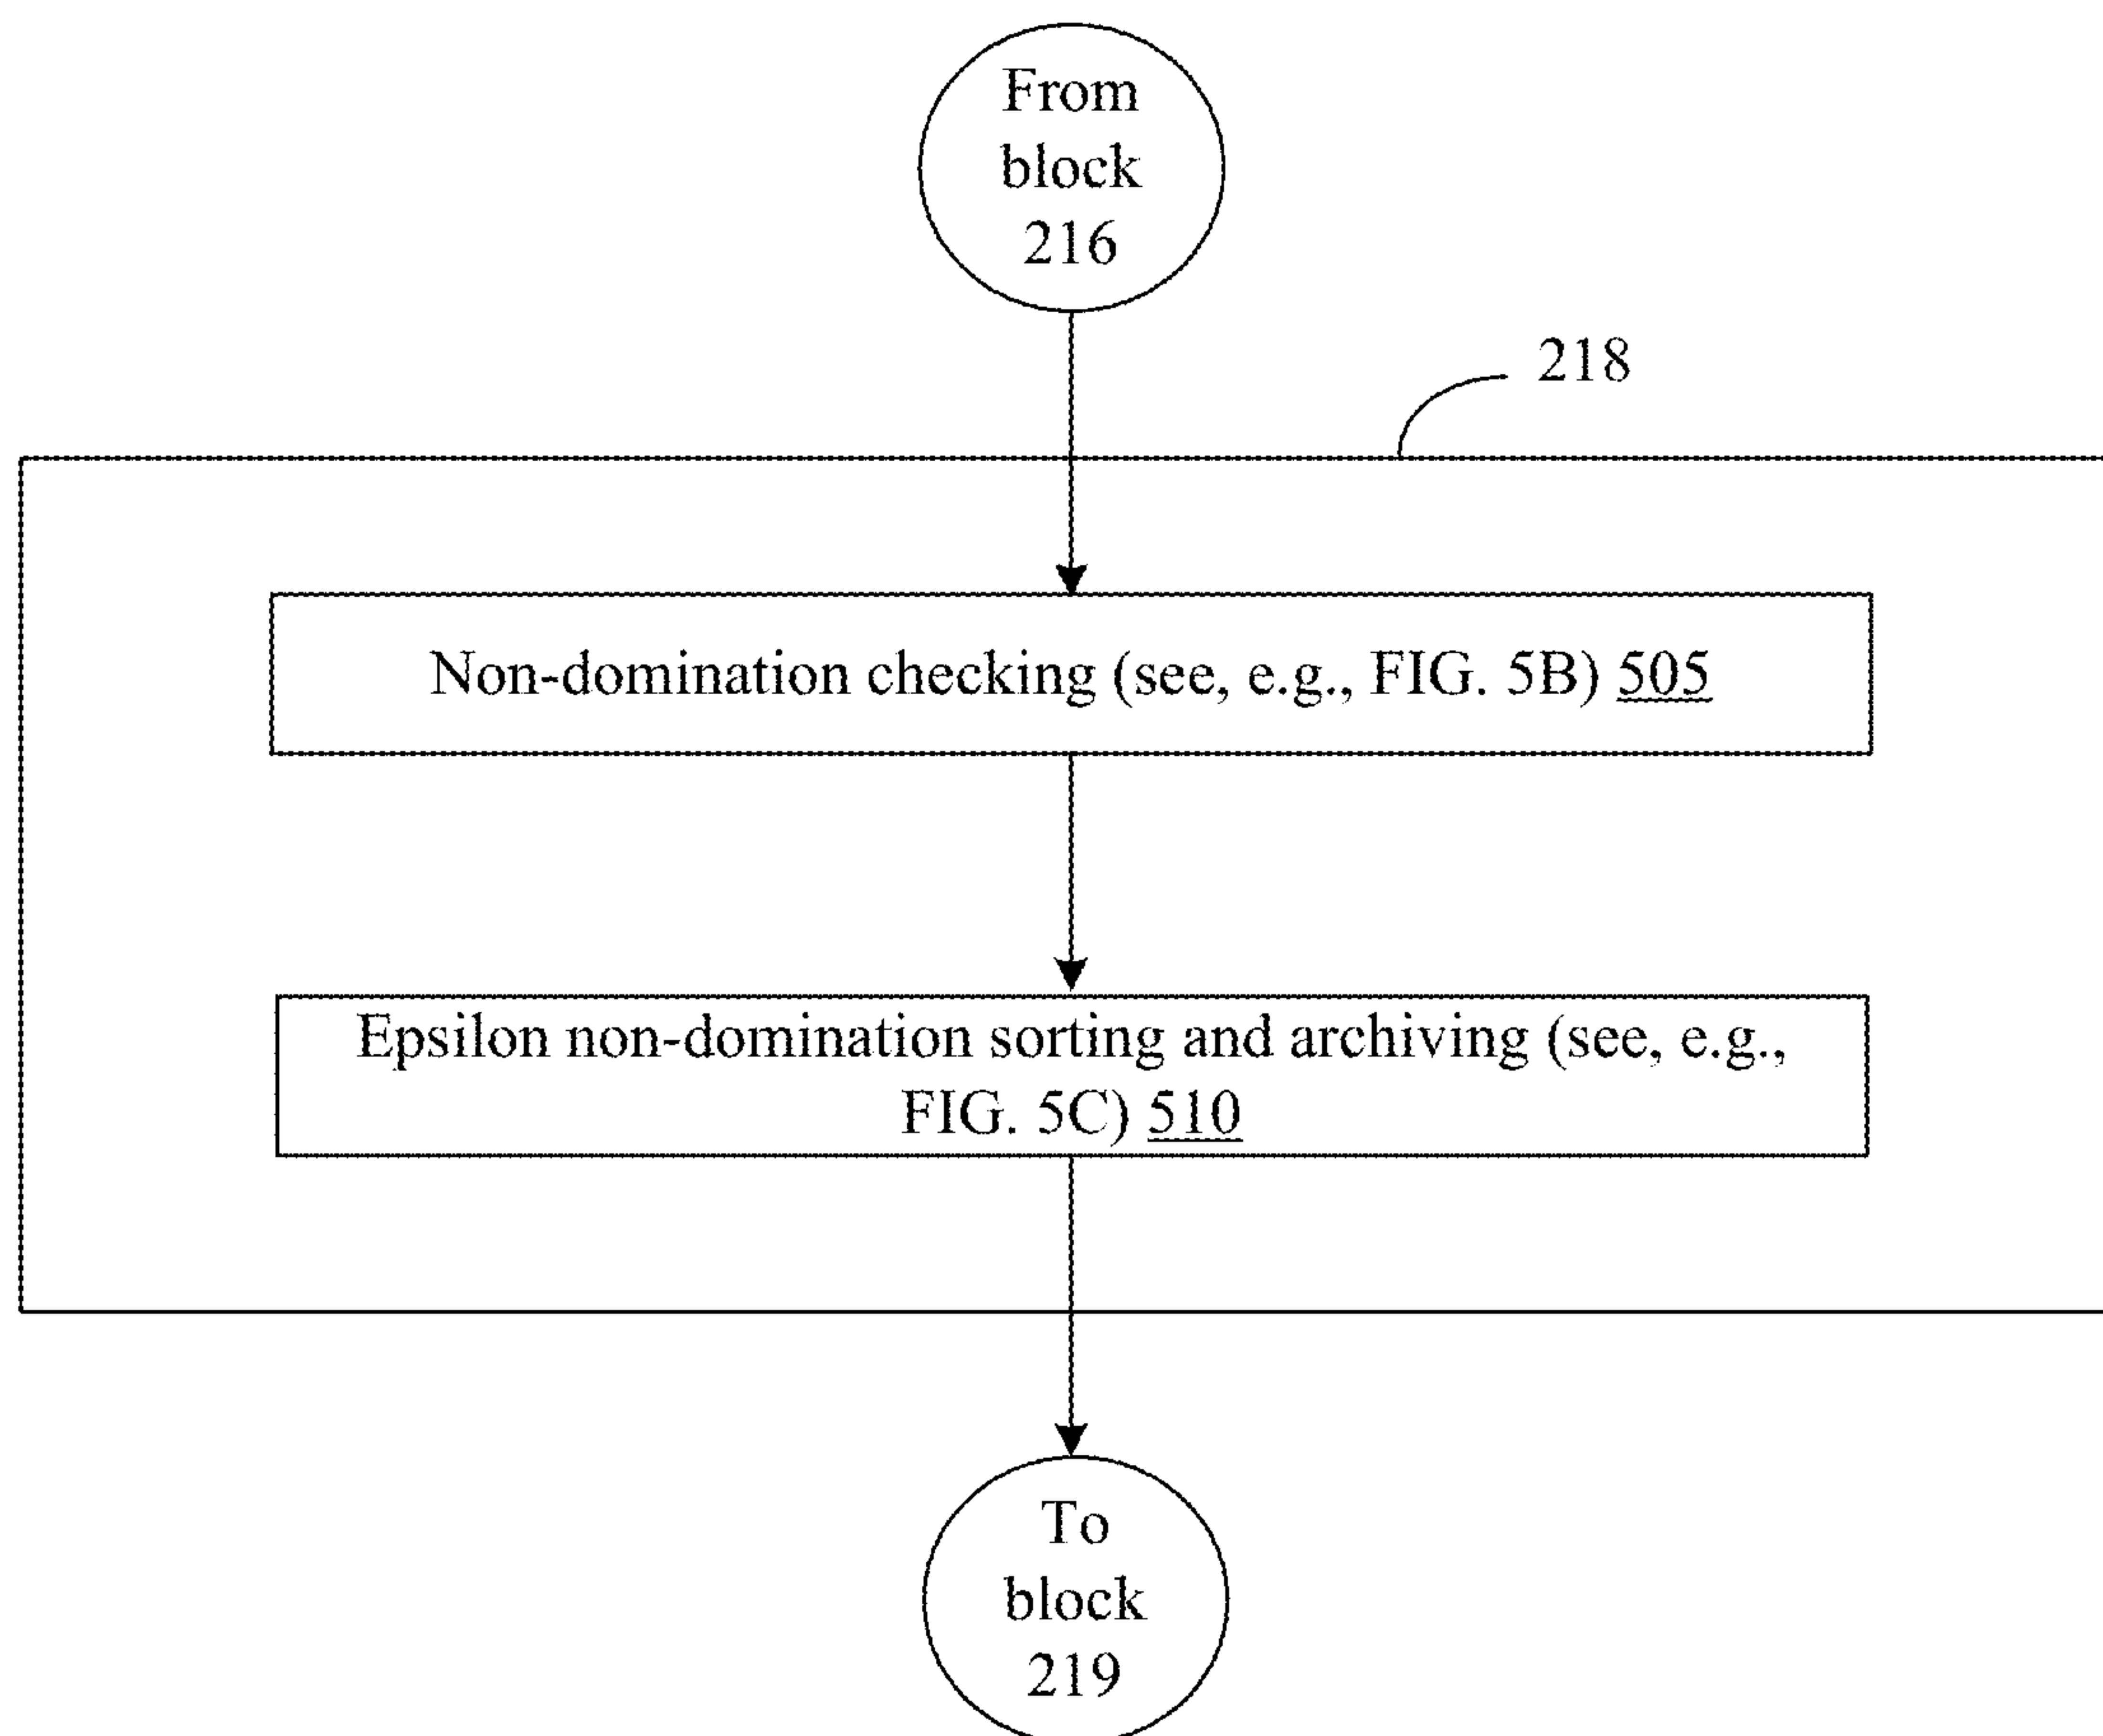 From
block
216
218
Non-domination checking (see, e.g., FIG. 5B) 505
Epsilon non-domination sorting and archiving (see, e.g.,
FIG. 5C) 510
To
block
219